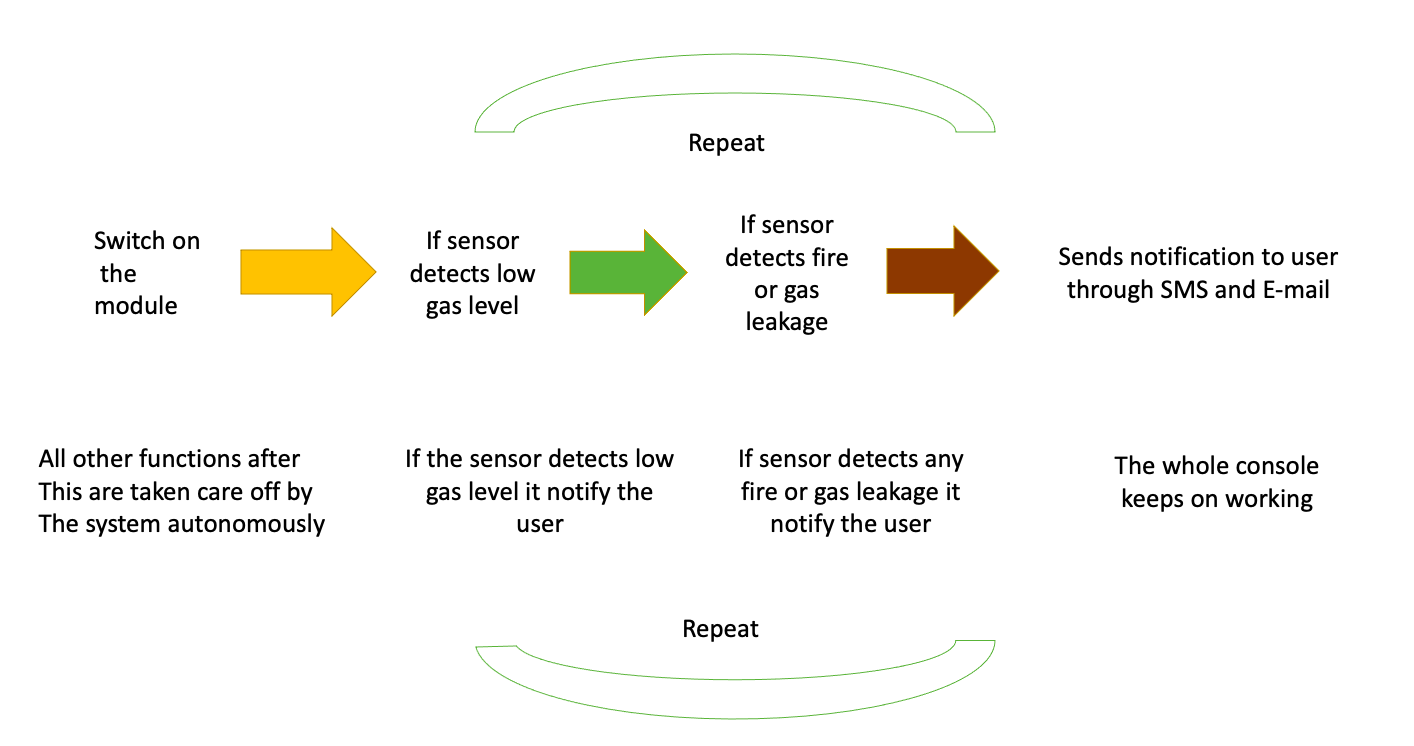 Repeat
Switch on
the
module
If sensor
detects low
gas level
If sensor
detects fire
or gas
leakage
Sends notification to user
through SMS and E-mail
All other functions after
This are taken care off by
The system autonomously
If the sensor detects low
gas level it notify the
user
If sensor detects any
fire or gas leakage it
notify the user
The whole console
keeps on working
Repeat